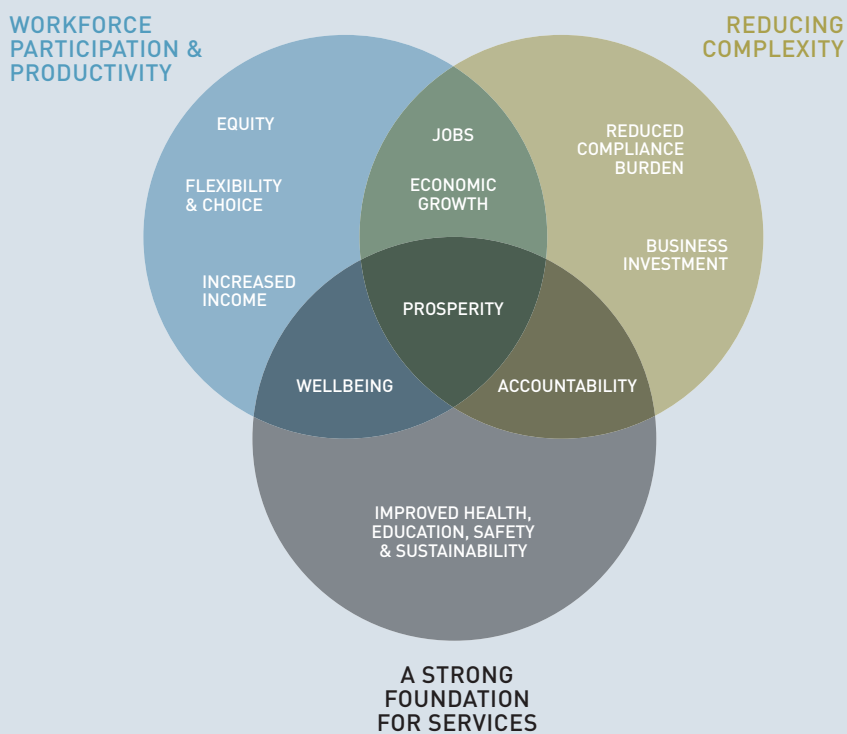 WORKFORCE
PARTICIPATION &
PRODUCTIVITY
REDUCING
COMPLEXITY
EQUITY
FLEXIBILITY
& CHOICE
INCREASED
INCOME
JOBS
ECONOMIC
GROWTH
REDUCED
COMPLIANCE
BURDEN
BUSINESS
INVESTMENT
PROSPERITY
WELLBEING
ACCOUNTABILITY
IMPROVED HEALTH,
EDUCATION, SAFETY
& SUSTAINABILITY
A STRONG
FOUNDATION
FOR SERVICES